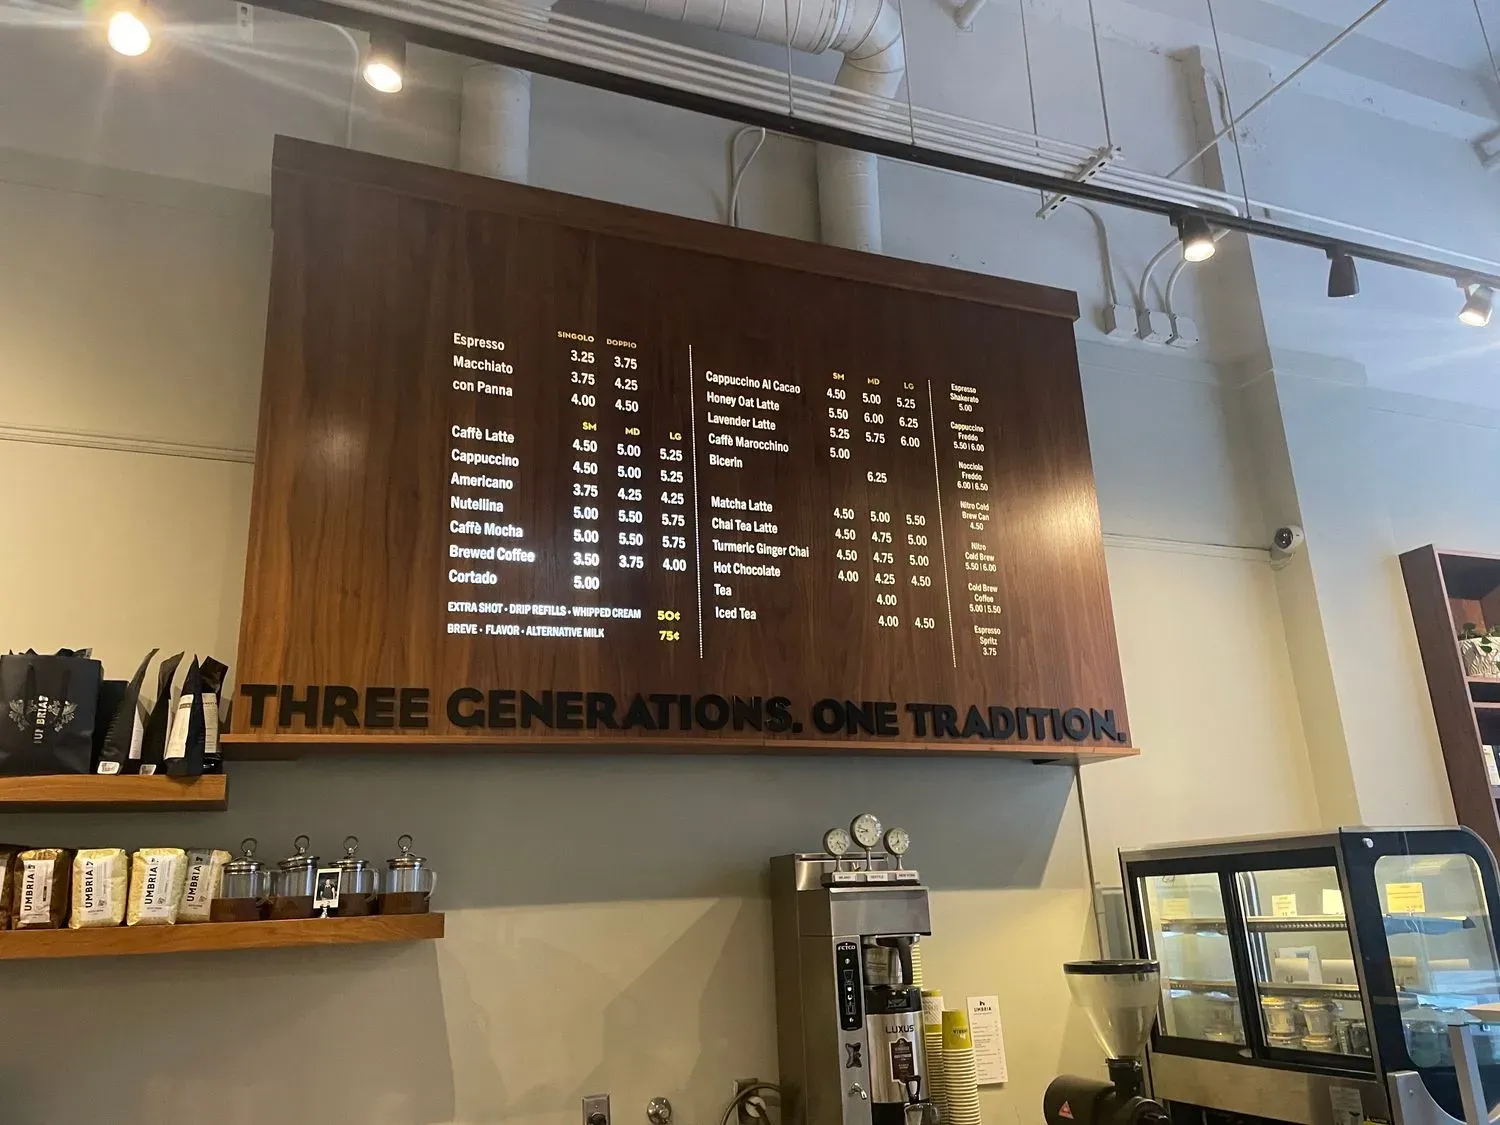 SINGOLO DOPPIO
Espresso 3.25 3.75
Macchiato 3.75 4.25
con Panna 4.00 4.50
SM MD LG
Caffè Latte 4.50 5.00 5.25
Cappuccino 4.50 5.00 5.25
Americano 3.75 4.25 4.25
Nutellina 5.00 5.50 5.75
Caffè Mocha 5.00 5.50 5.75
Brewed Coffee 3.50 3.75 4.00
Cortado 5.00
EXTRA SHOT • DRIP REFILLS • WHIPPED CREAM 50¢
BREVE • FLAVOR • ALTERNATIVE MILK 75¢
SM MD LG
Cappuccino Al Cacao 4.50 5.00 5.25
Honey Oat Latte 5.50 6.00 6.25
Lavender Latte 5.25 5.75 6.00
Caffè Marocchino 5.00
Bicerin 6.25
Matcha Latte 4.50 5.00 5.50
Chai Tea Latte 4.50 4.75 5.00
Turmeric Ginger Chai 4.50 4.75 5.00
Hot Chocolate 4.00 4.25 4.50
Tea 4.00
Iced Tea 4.00 4.50
Espresso
Shakerato
5.00
Cappuccino
Freddo
5.50 | 6.00
Nocciola
Freddo
6.00 | 6.50
Nitro Cold
Brew Can
4.50
Nitro
Cold Brew
5.50 | 6.00
Cold Brew
Coffee
5.00 | 5.50
Espresso
Spritz
3.75
THREE GENERATIONS. ONE TRADITION.
UMBRIA
UMBRIA
UMBRIA
UMBRIA
MILANO SEATTLE NEW YORK
FETCO
LUXUS
UMBRIA